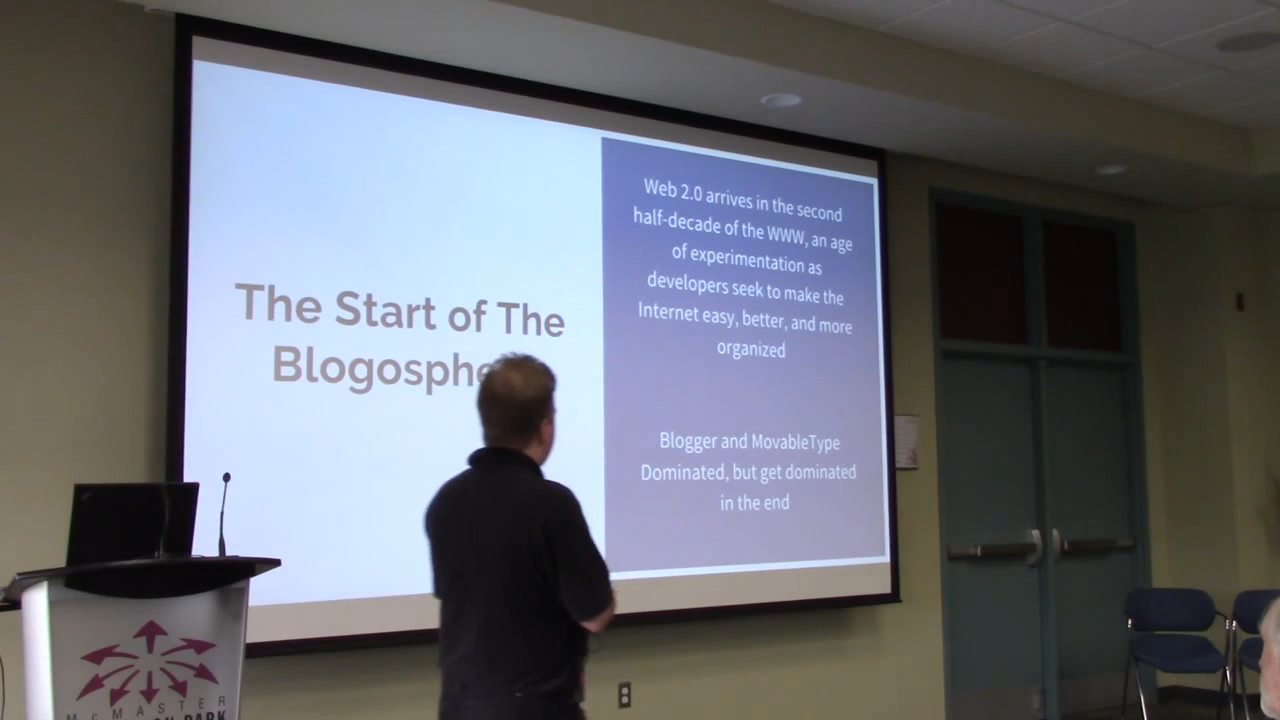 The Start of The
Blogosphe
Web 2.0 arrives in the second
half-decade of the WWW, an age
of experimentation as
developers seek to make the
Internet easy, better, and more
organized
Blogger and MovableType
Dominated, but get dominated
in the end
McMASTER
PARK